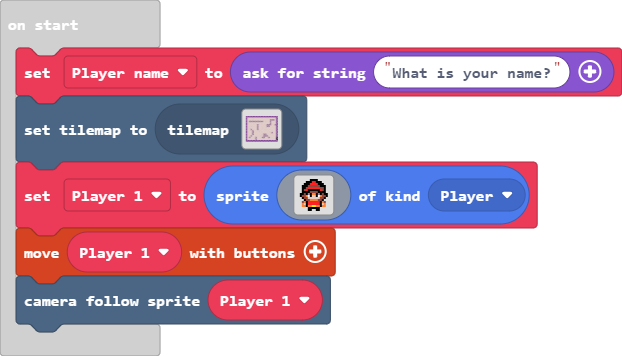 on start
set Player name to ask for string "What is your name?"
set tilemap to tilemap
set Player 1 to sprite of kind Player
move Player 1 with buttons
camera follow sprite Player 1